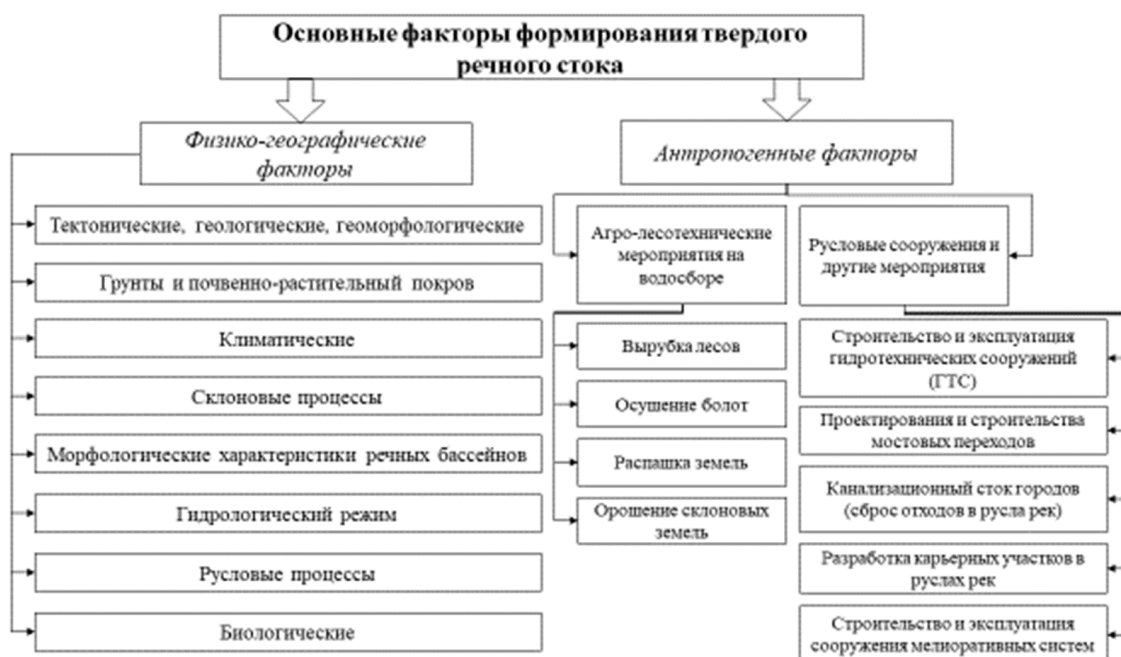 Основные факторы формирования твердого
речного стока
Физико-географические
факторы
Тектонические, геологические, геоморфологические
Грунты и почвенно-растительный покров
Климатические
Склоновые процессы
Морфологические характеристики речных бассейнов
Гидрологический режим
Русловые процессы
Биологические
Антропогенные факторы
Агро-лесотехнические
мероприятия на
водосборе
Вырубка лесов
Осушение болот
Распашка земель
Орошение склоновых
земель
Русловые сооружения и
другие мероприятия
Строительство и эксплуатация
гидротехнических сооружений
(ГТС)
Проектирования и строительства
мостовых переходов
Канализационный сток городов
(сброс отходов в русла рек)
Разработка карьерных участков в
руслах рек
Строительство и эксплуатация
сооружения мелиоративных систем